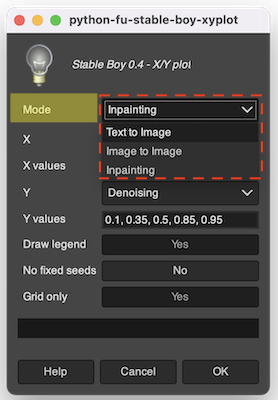 python-fu-stable-boy-xyplot
Stable Boy 0.4 - X/Y plot
Mode
Inpainting
Text to Image
Image to Image
Inpainting
X
X values
Y
Denoising
Y values
0.1, 0.35, 0.5, 0.85, 0.95
Draw legend
Yes
No fixed seeds
No
Grid only
Yes
Help
Cancel
OK